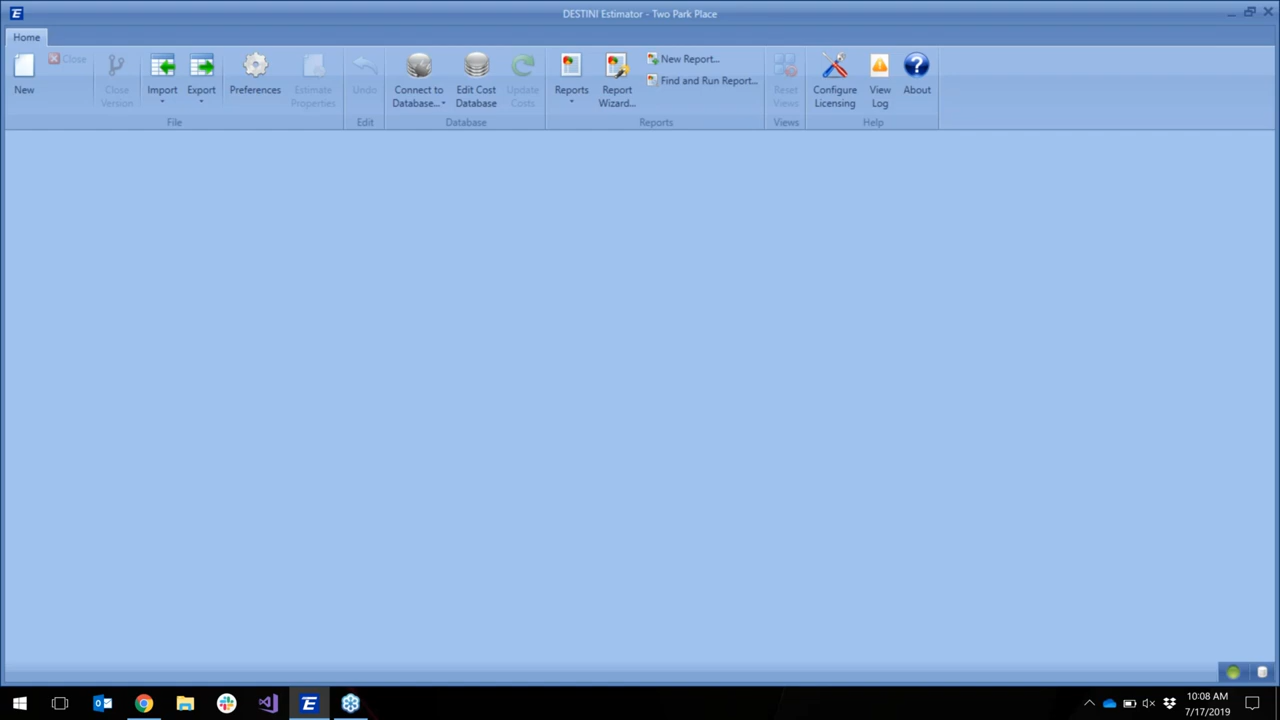 DESTINI Estimator - Two Park Place
Home
New
Close
Close
Version
Import
Export
Preferences
Estimate
Properties
Undo
Connect to
Database...
Edit Cost
Database
Update
Costs
Reports
Report
Wizard...
New Report...
Find and Run Report...
Reset
Views
Configure
Licensing
View
Log
About
File
Edit
Database
Reports
Views
Help
10:08 AM
7/17/2019